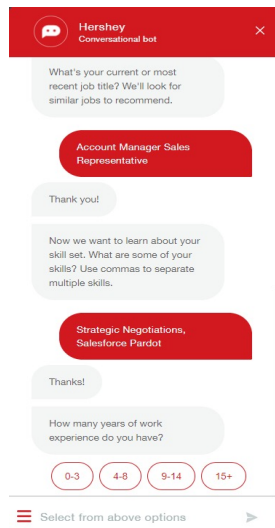 Hershey
Conversational bot
What's your current or most
recent job title? We'll look for
similar jobs to recommend.
Account Manager Sales
Representative
Thank you!
Now we want to learn about your
skill set. What are some of your
skills? Use commas to separate
multiple skills.
Strategic Negotiations,
Salesforce Pardot
Thanks!
How many years of work
experience do you have?
0-3 4-8 9-14 15+
Select from above options